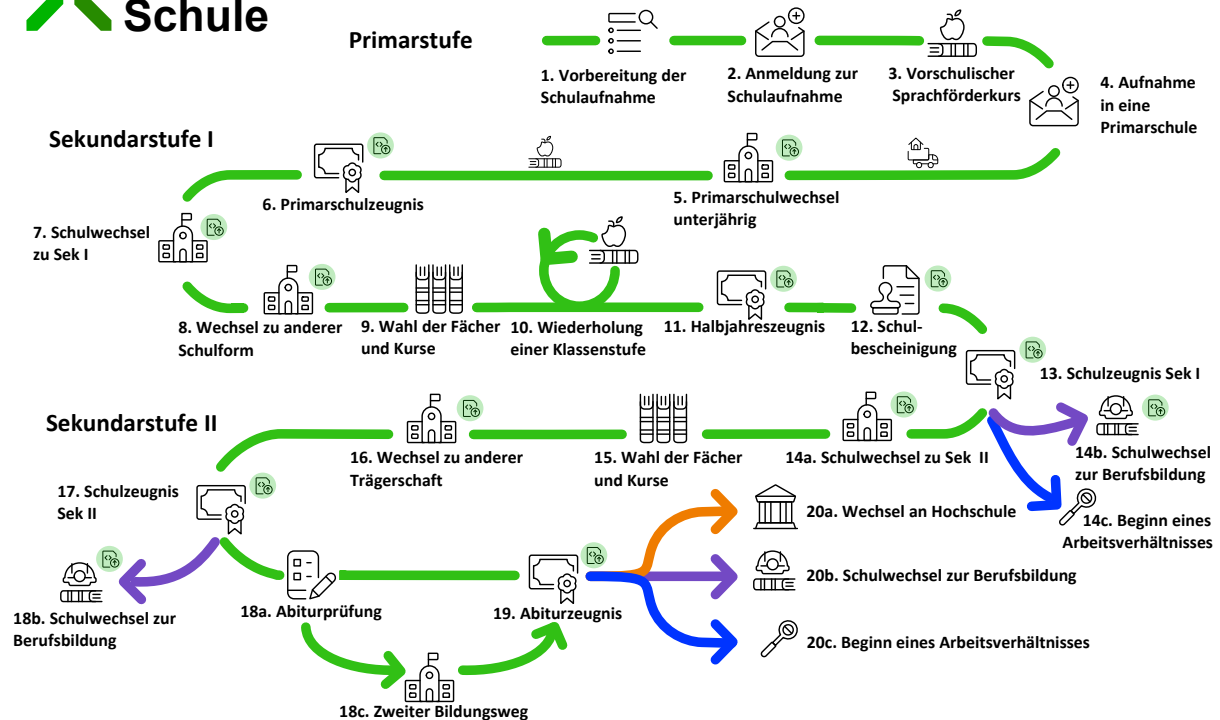 Schule
Primarstufe
1. Vorbereitung der
Schulaufnahme
2. Anmeldung zur
Schulaufnahme
3. Vorschulischer
Sprachförderkurs
4. Aufnahme
in eine
Primarschule
Sekundarstufe I
5. Primarschulwechsel
unterjährig
6. Primarschulzeugnis
7. Schulwechsel
zu Sek I
8. Wechsel zu anderer
Schulform
9. Wahl der Fächer
und Kurse
10. Wiederholung
einer Klassenstufe
11. Halbjahreszeugnis
12. Schul-
bescheinigung
13. Schulzeugnis Sek I
Sekundarstufe II
14a. Schulwechsel zu Sek II
14b. Schulwechsel
zur Berufsbildung
14c. Beginn eines
Arbeitsverhältnisses
15. Wahl der Fächer
und Kurse
16. Wechsel zu anderer
Trägerschaft
17. Schulzeugnis
Sek II
18a. Abiturprüfung
18b. Schulwechsel zur
Berufsbildung
18c. Zweiter Bildungsweg
19. Abiturzeugnis
20a. Wechsel an Hochschule
20b. Schulwechsel zur Berufsbildung
20c. Beginn eines Arbeitsverhältnisses